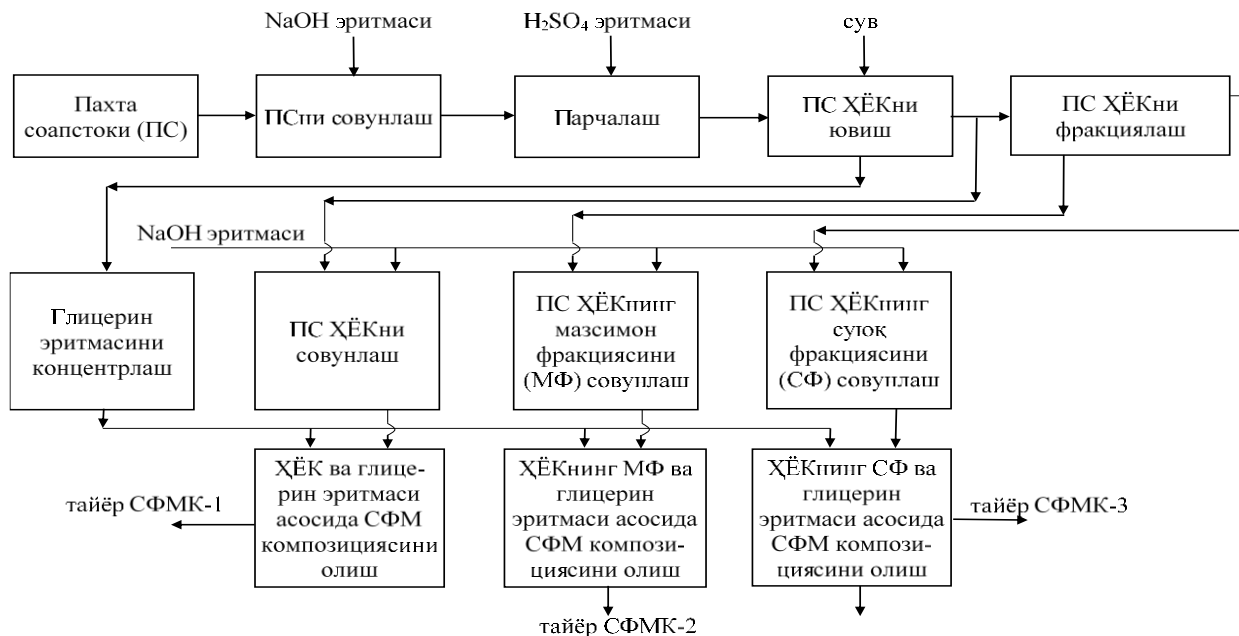 NaOH эритмаси
H₂SO₄ эритмаси
сув
Пахта
соапстоки (ПС)
ПСни совунлаш
Парчалаш
ПС ҲЁКни
ювиш
ПС ҲЁКни
фракциялаш
NaOH эритмаси
Глицерин
эритмасини
концентрлаш
ПС ҲЁКни
совунлаш
ПС ҲЁКнинг
мазсимон
фракциясини
(МФ) совунлаш
ПС ҲЁКнинг
суюқ
фракциясини
(СФ) совунлаш
ҲЁК ва глице-
рин эритмаси
асосида СФМ
композициясини
олиш
ҲЁКнинг МФ ва
глицерин
эритмаси асосида
СФМ компози-
циясини олиш
ҲЁКнинг СФ ва
глицерин
эритмаси асосида
СФМ компози-
циясини олиш
тайёр СФМК-1
тайёр СФМК-3
тайёр СФМК-2